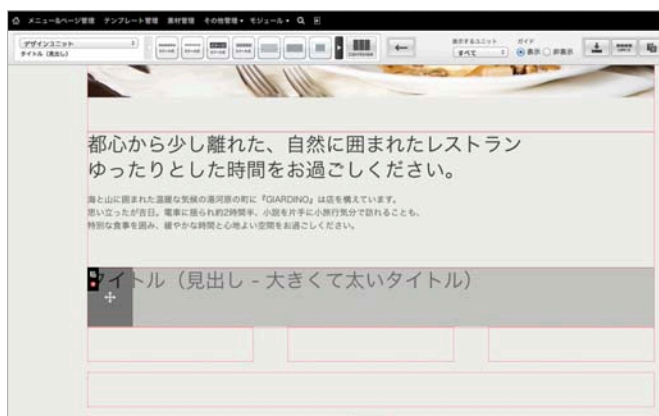 メニュー&ページ管理 テンプレート管理 素材管理 その他管理 モジュール
デザインユニット
タイトル（見出し）
表示するユニット
すべて
ガイド
表示 非表示
都心から少し離れた、自然に囲まれたレストラン
ゆったりとした時間をお過ごしください。
海と山に囲まれた温暖な気候の湯河原の町に『GIARDINO』は店を構えています。
思い立ったが吉日。電車に揺られ約2時間半、小説を片手に小旅行気分で訪れることも、
特別な食事を囲み、緩やかな時間と心地よい空間をお過ごしください。
タイトル（見出し - 大きくて太いタイトル）